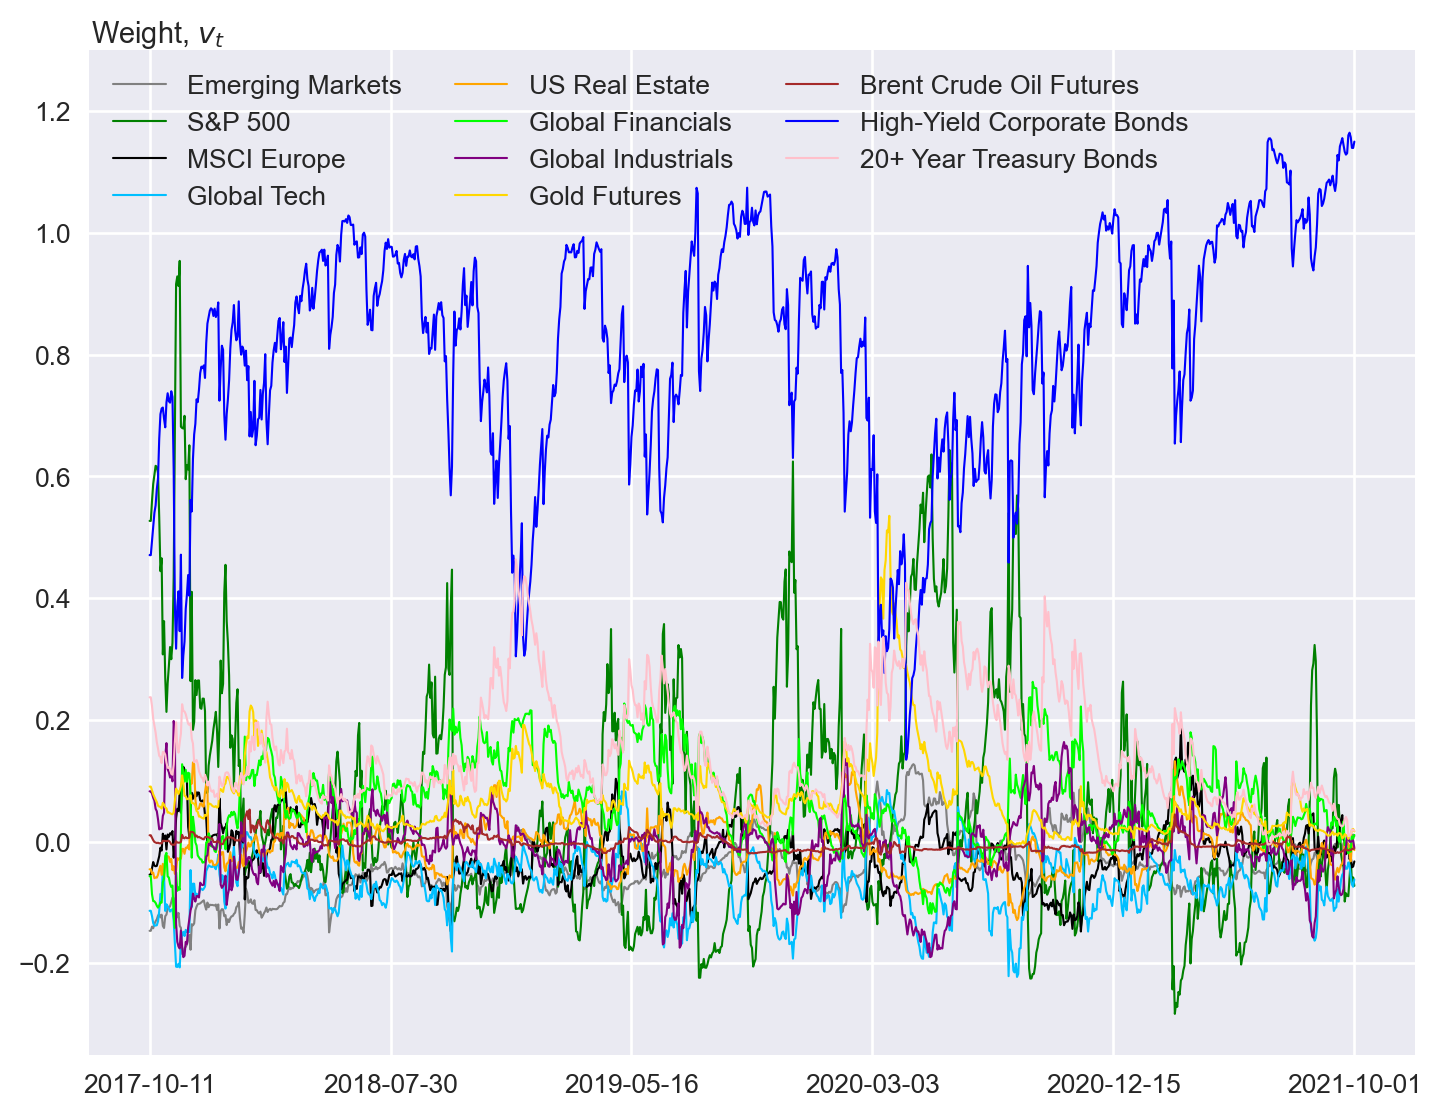 Weight, vₜ
Emerging Markets
S&P 500
MSCI Europe
Global Tech
US Real Estate
Global Financials
Global Industrials
Gold Futures
Brent Crude Oil Futures
High-Yield Corporate Bonds
20+ Year Treasury Bonds
1.2
1.0
0.8
0.6
0.4
0.2
0.0
−0.2
2017-10-11
2018-07-30
2019-05-16
2020-03-03
2020-12-15
2021-10-01